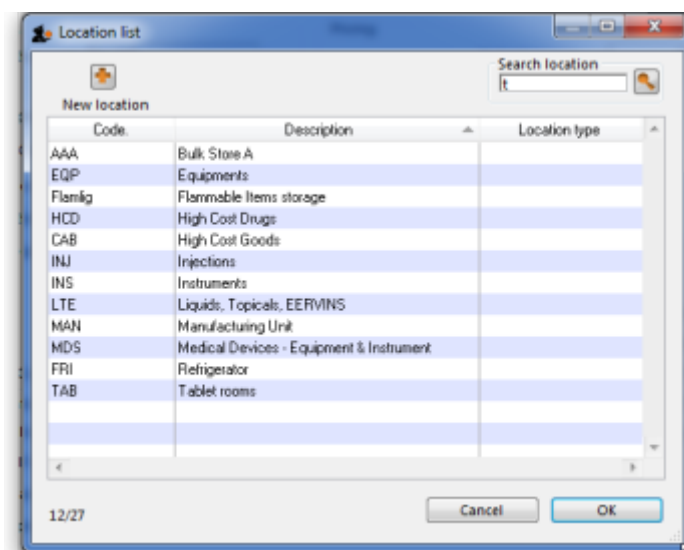 Location list
Search location
t
New location
Code. Description Location type
AAA Bulk Store A
EQP Equipments
Flamlig Flammable Items storage
HCD High Cost Drugs
CAB High Cost Goods
INJ Injections
INS Instruments
LTE Liquids, Topicals, EERVINS
MAN Manufacturing Unit
MDS Medical Devices - Equipment & Instrument
FRI Refrigerator
TAB Tablet rooms
12/27 Cancel OK